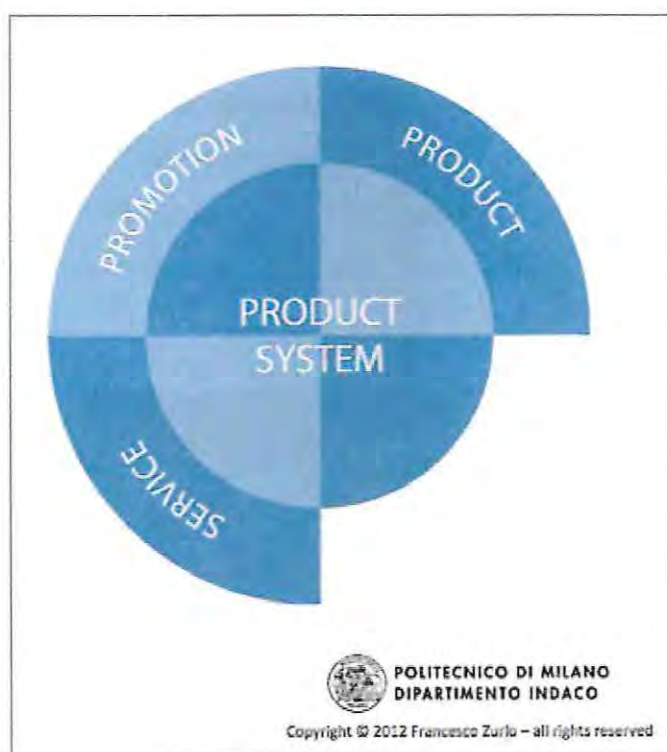 PROMOTION
PRODUCT
PRODUCT
SYSTEM
SERVICE
POLITECNICO DI MILANO
DIPARTIMENTO INDACO
Copyright © 2012 Francesco Zurlo – all rights reserved